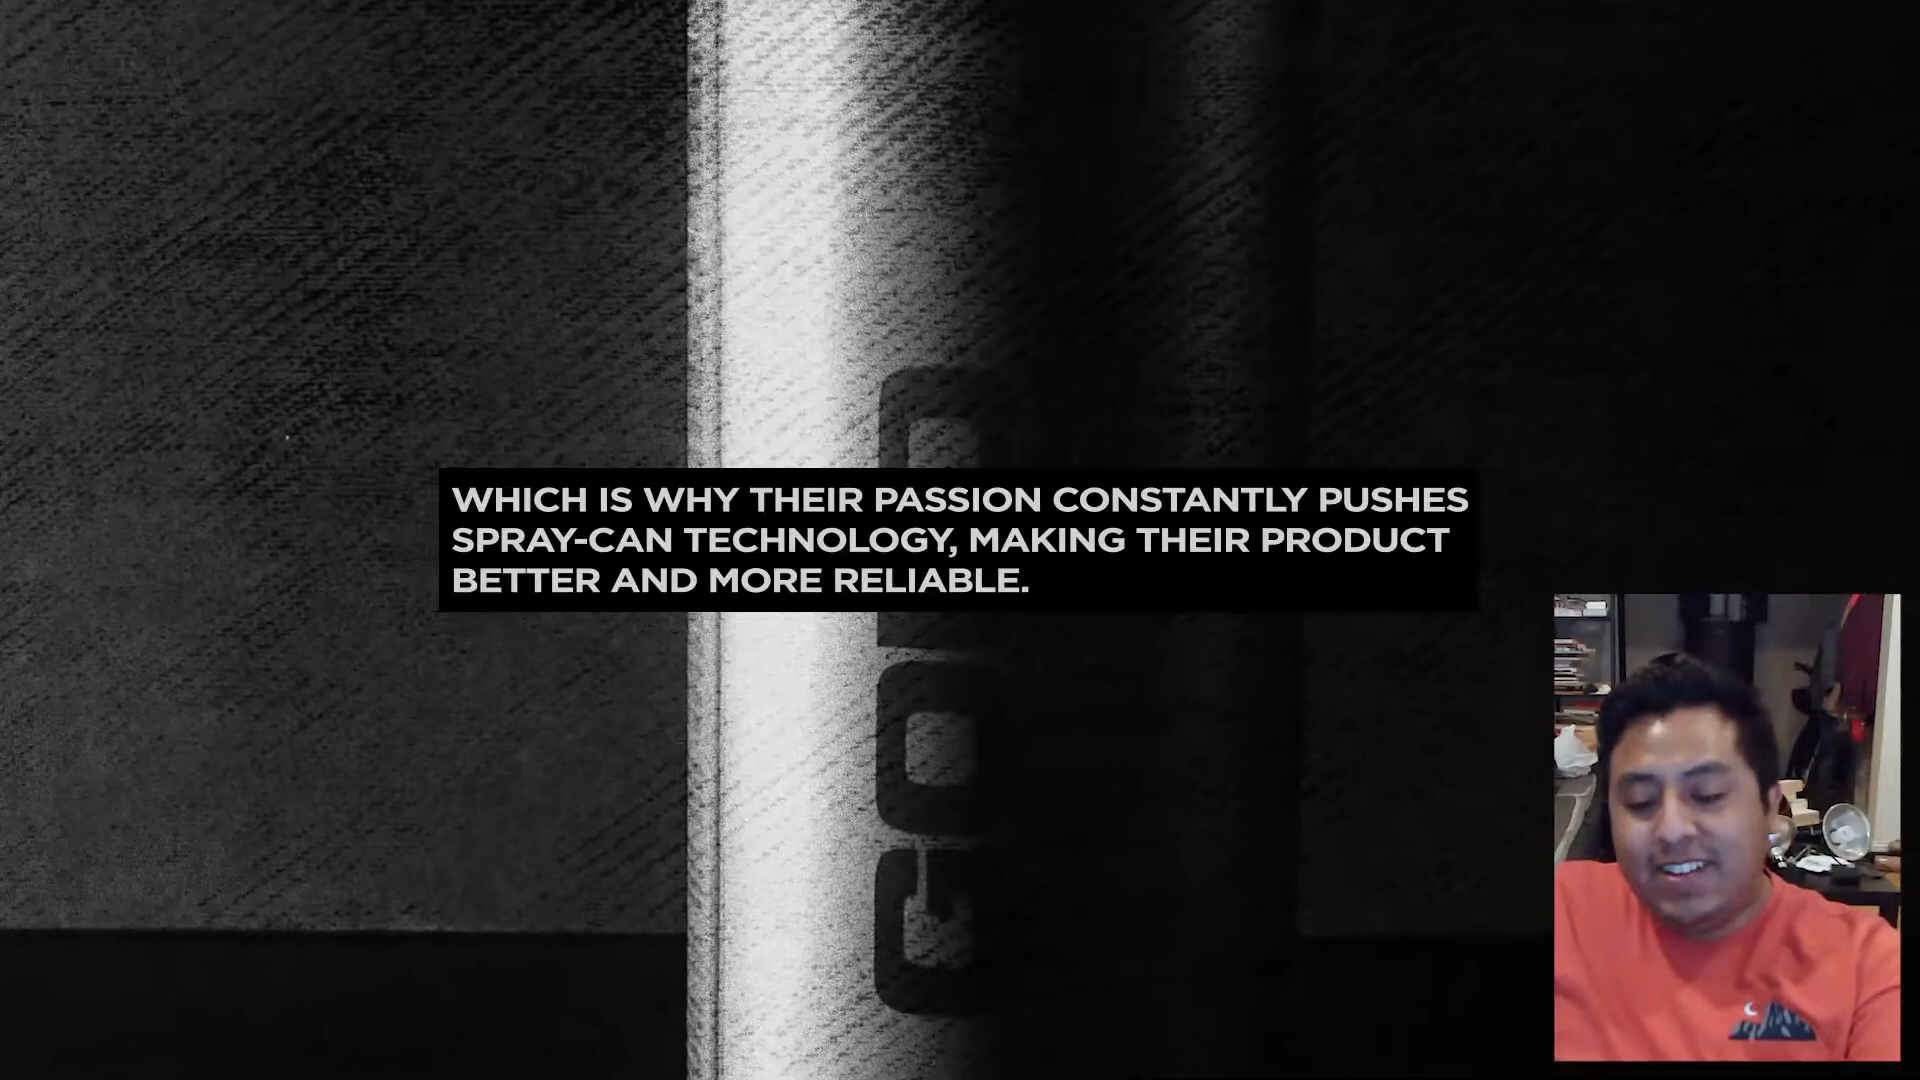 WHICH IS WHY THEIR PASSION CONSTANTLY PUSHES
SPRAY-CAN TECHNOLOGY, MAKING THEIR PRODUCT
BETTER AND MORE RELIABLE.